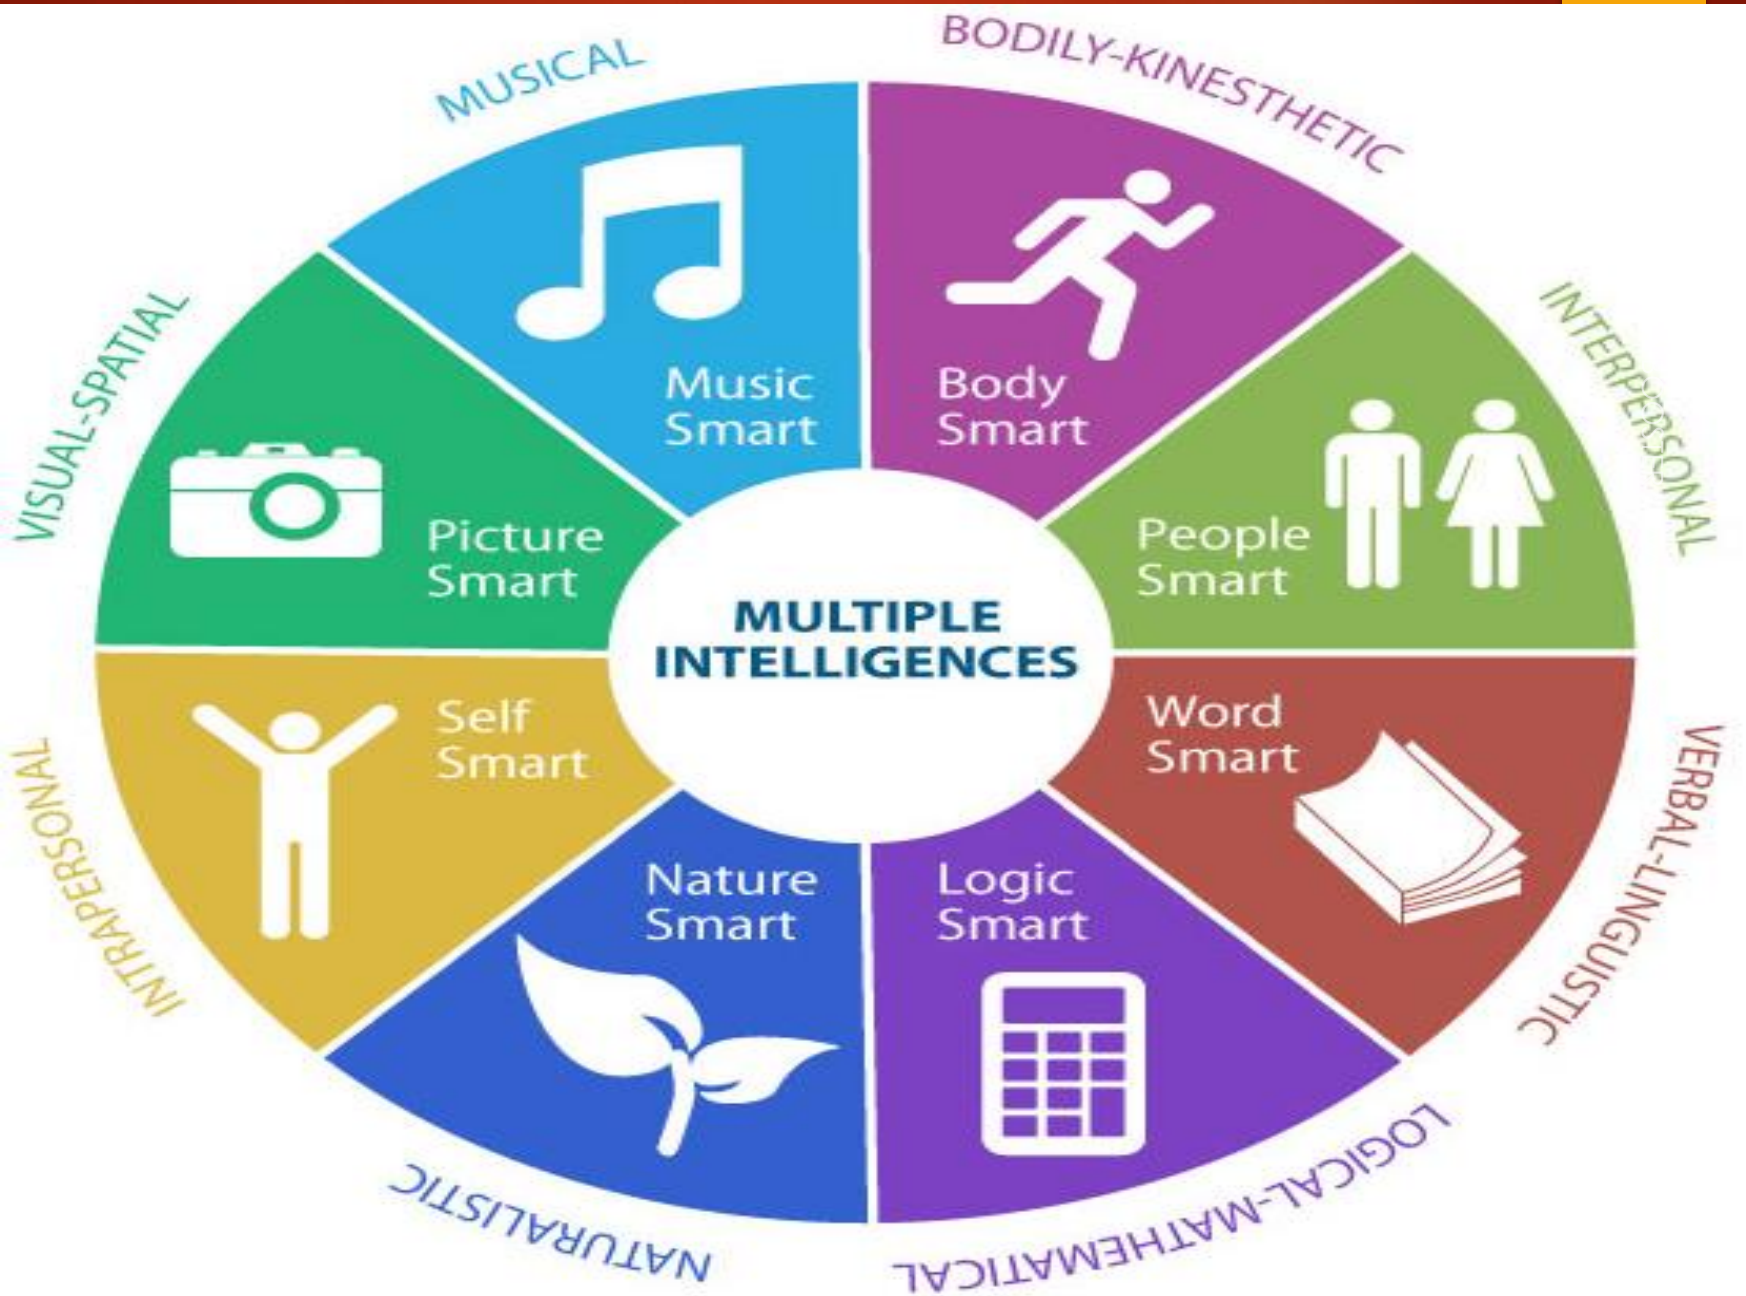 MUSICAL
BODILY-KINESTHETIC
INTERPERSONAL
VERBAL-LINGUISTIC
LOGICAL-MATHEMATICAL
NATURALISTIC
INTRAPERSONAL
VISUAL-SPATIAL
Music
Smart
Body
Smart
People
Smart
Word
Smart
Logic
Smart
Nature
Smart
Self
Smart
Picture
Smart
MULTIPLE
INTELLIGENCES